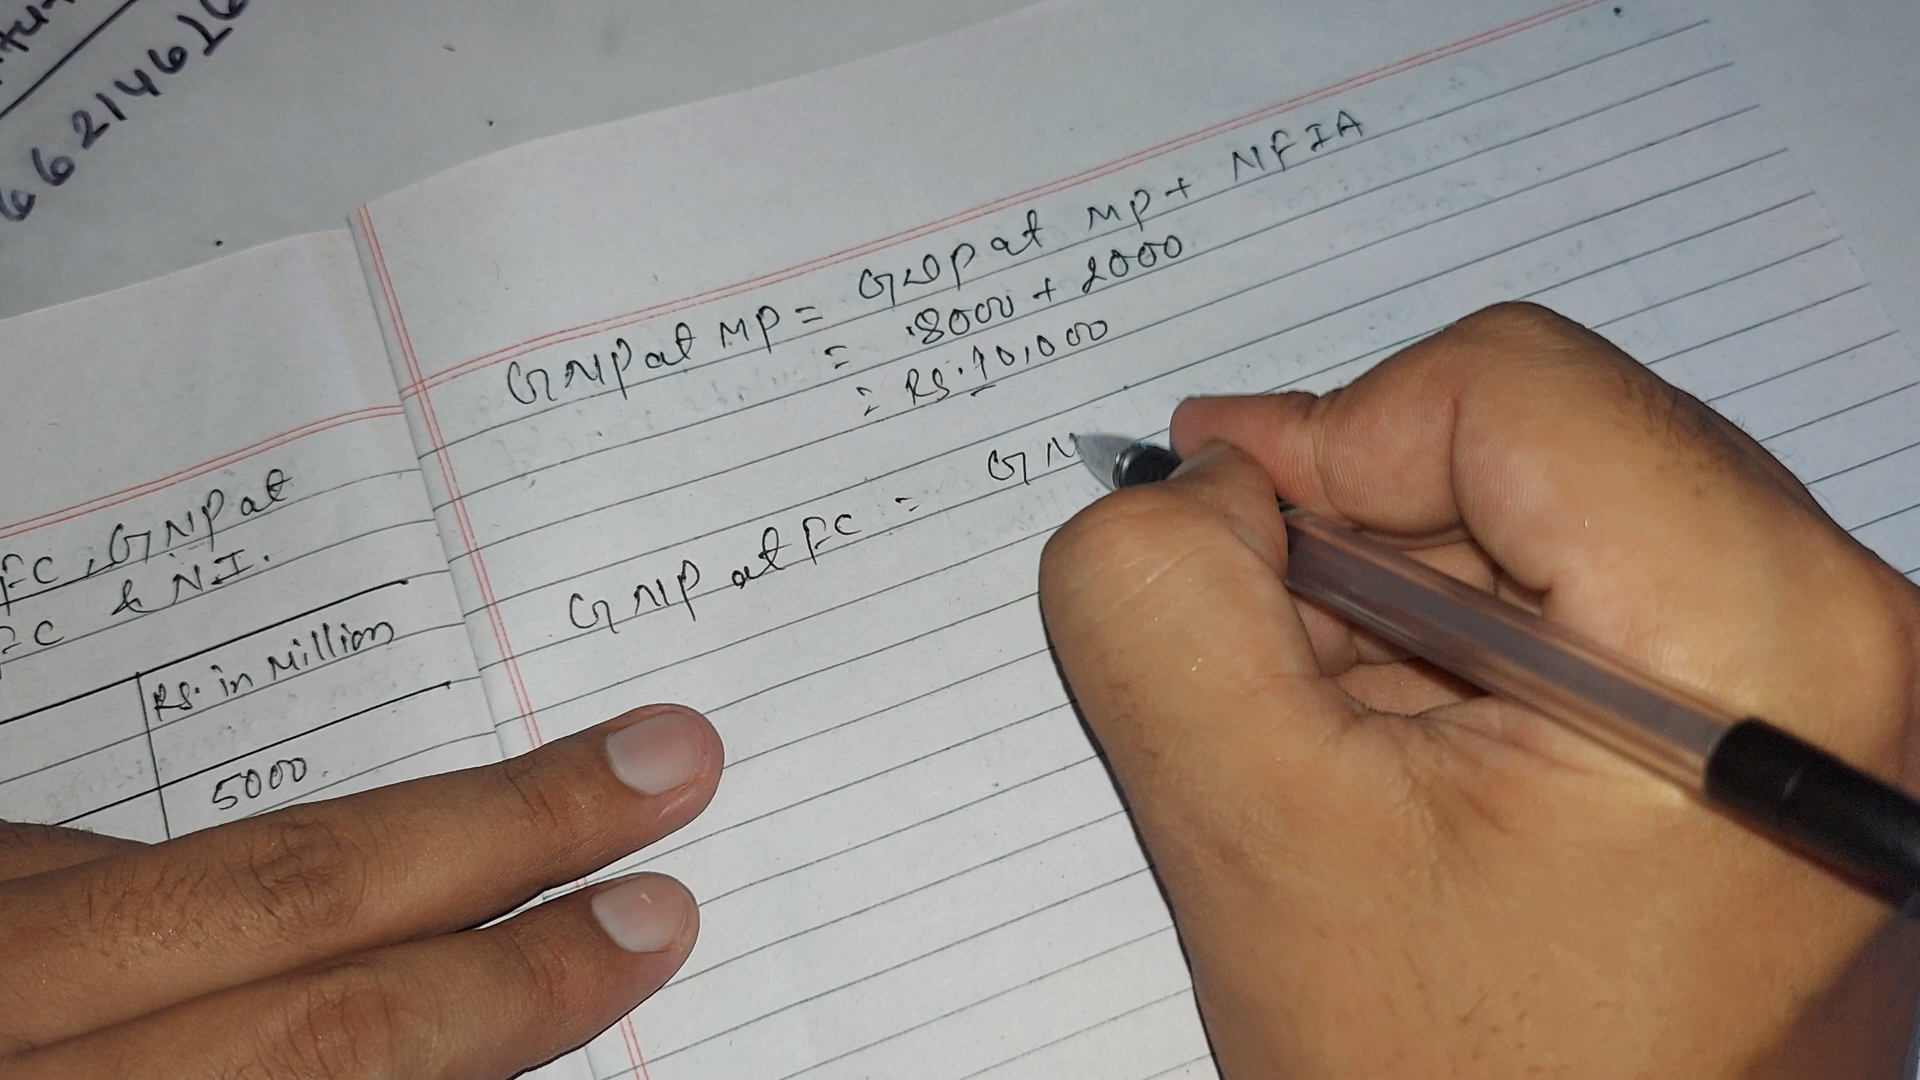 6621462
FC, GNP at
FC & N.I.
Rs. in Million
5000
GNP at MP = GDP at MP + NFIA
= 8000 + 2000
= Rs. 10,000
GNP at FC = GN